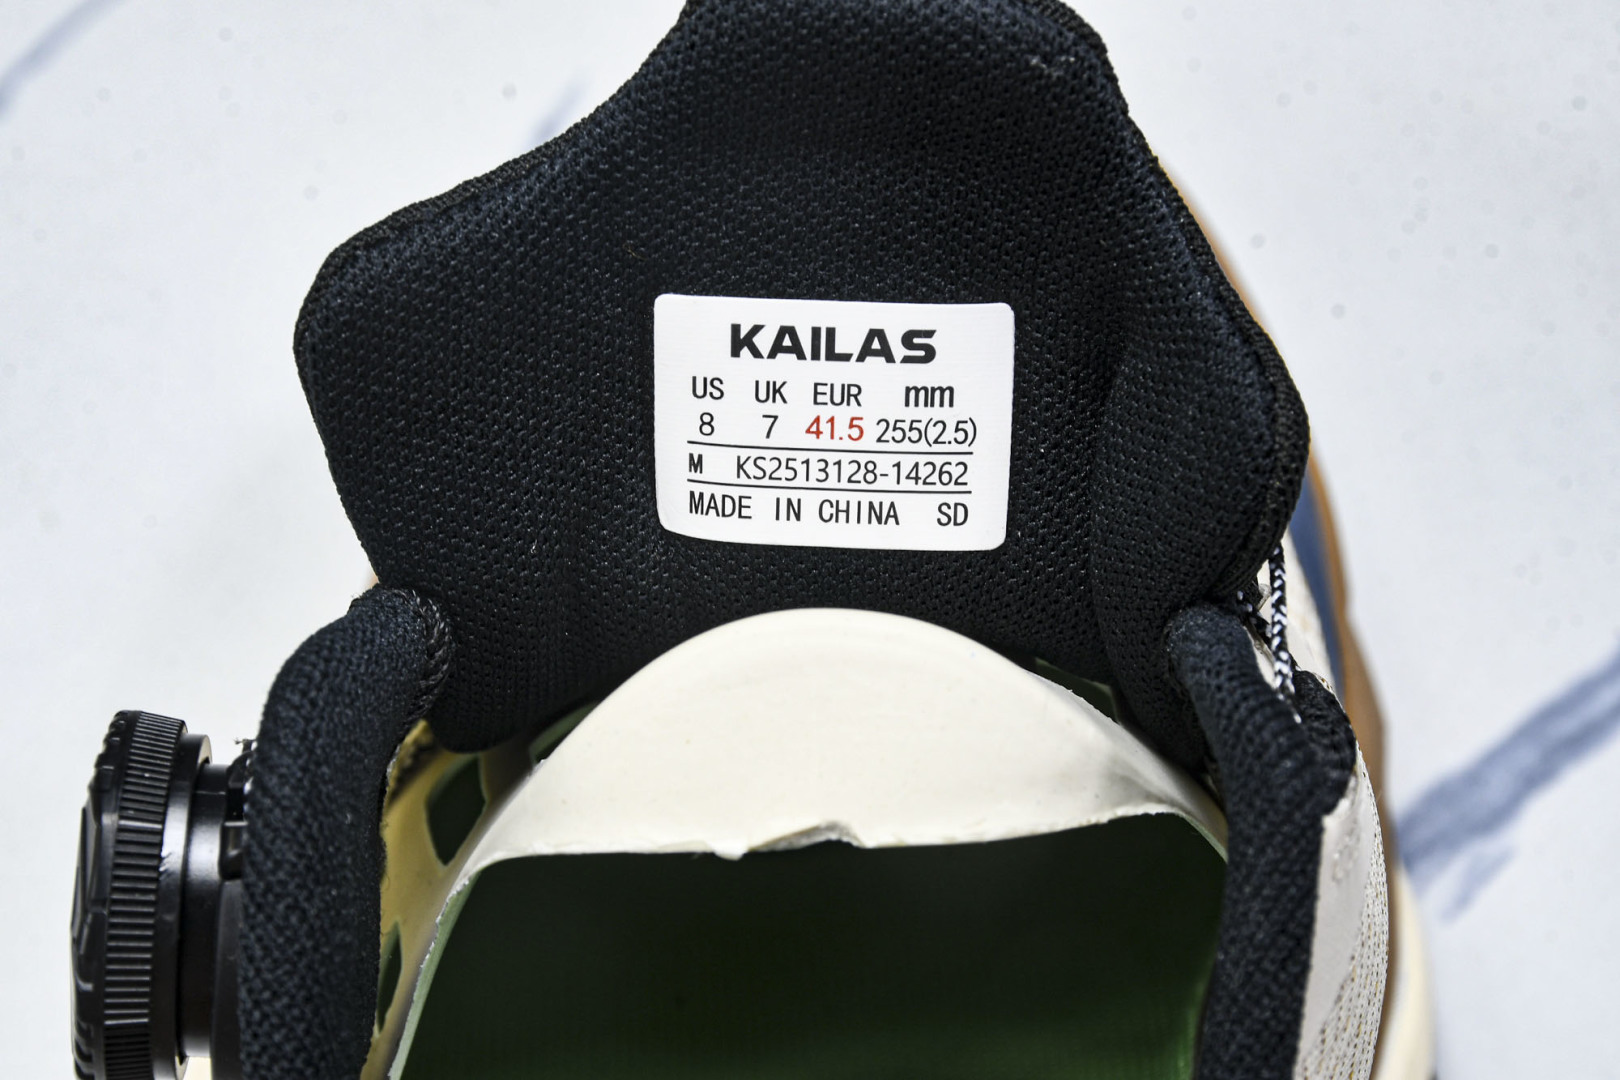 KAILAS
US UK EUR mm
8 7 41.5 255(2.5)
M KS2513128-14262
MADE IN CHINA SD